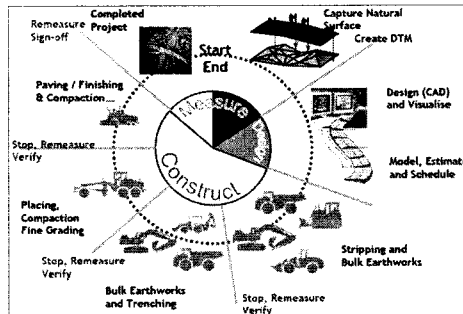 Remeasure
Sign-off
Completed
Project
Start
End
Capture Natural
Surface
Create DTM
Paving / Finishing
& Compaction
Design (CAD)
and Visualise
Measure
Stop, Remeasure
Verify
Construct
Model, Estimat
and Schedule
Placing,
Compaction
Fine Grading
Stop, Remeasure
Verify
Stripping and
Bulk Earthworks
Bulk Earthworks
and Trenching
Stop, Remeasure
Verify